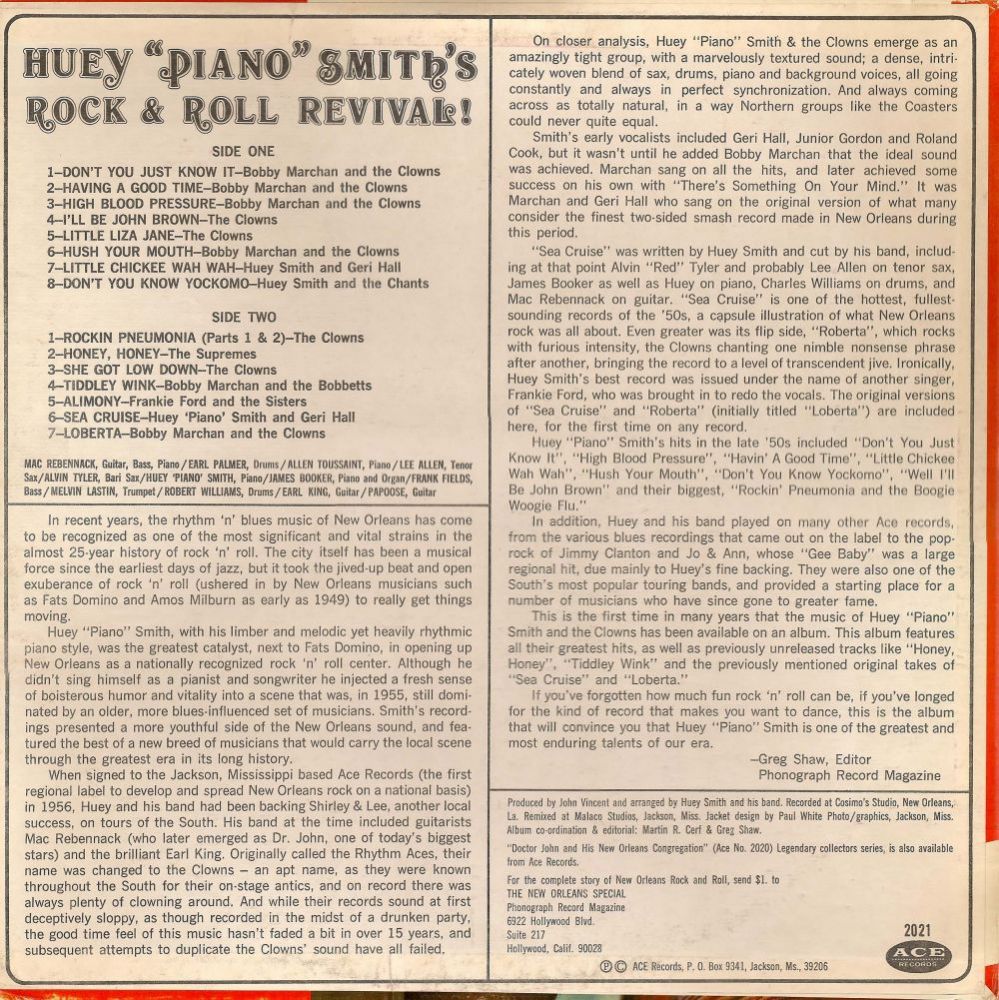 HUEY "PIANO" SMITH'S
ROCK & ROLL REVIVAL!
SIDE ONE
1–DON'T YOU JUST KNOW IT–Bobby Marchan and the Clowns
2–HAVING A GOOD TIME–Bobby Marchan and the Clowns
3–HIGH BLOOD PRESSURE–Bobby Marchan and the Clowns
4–I'LL BE JOHN BROWN–The Clowns
5–LITTLE LIZA JANE–The Clowns
6–HUSH YOUR MOUTH–Bobby Marchan and the Clowns
7–LITTLE CHICKEE WAH WAH–Huey Smith and Geri Hall
8–DON'T YOU KNOW YOCKOMO–Huey Smith and the Chants
SIDE TWO
1–ROCKIN PNEUMONIA (Parts 1 & 2)–The Clowns
2–HONEY, HONEY–The Supremes
3–SHE GOT LOW DOWN–The Clowns
4–TIDDLEY WINK–Bobby Marchan and the Bobbetts
5–ALIMONY–Frankie Ford and the Sisters
6–SEA CRUISE–Huey 'Piano' Smith and Geri Hall
7–LOBERTA–Bobby Marchan and the Clowns
MAC REBENNACK, Guitar, Bass, Piano/EARL PALMER, Drums/ALLEN TOUSSAINT, Piano/LEE ALLEN, Tenor
Sax/ALVIN TYLER, Bari Sax/HUEY 'PIANO' SMITH, Piano/JAMES BOOKER, Piano and Organ/FRANK FIELDS,
Bass/MELVIN LASTIN, Trumpet/ROBERT WILLIAMS, Drums/EARL KING, Guitar/PAPOOSE, Guitar
In recent years, the rhythm 'n' blues music of New Orleans has come
to be recognized as one of the most significant and vital strains in the
almost 25-year history of rock 'n' roll. The city itself has been a musical
force since the earliest days of jazz, but it took the jived-up beat and open
exuberance of rock 'n' roll (ushered in by New Orleans musicians such
as Fats Domino and Amos Milburn as early as 1949) to really get things
moving.
Huey "Piano" Smith, with his limber and melodic yet heavily rhythmic
piano style, was the greatest catalyst, next to Fats Domino, in opening up
New Orleans as a nationally recognized rock 'n' roll center. Although he
didn't sing himself as a pianist and songwriter he injected a fresh sense
of boisterous humor and vitality into a scene that was, in 1955, still domi-
nated by an older, more blues-influenced set of musicians. Smith's record-
ings presented a more youthful side of the New Orleans sound, and fea-
tured the best of a new breed of musicians that would carry the local scene
through the greatest era in its long history.
When signed to the Jackson, Mississippi based Ace Records (the first
regional label to develop and spread New Orleans rock on a national basis)
in 1956, Huey and his band had been backing Shirley & Lee, another local
success, on tours of the South. His band at the time included guitarists
Mac Rebennack (who later emerged as Dr. John, one of today's biggest
stars) and the brilliant Earl King. Originally called the Rhythm Aces, their
name was changed to the Clowns – an apt name, as they were known
throughout the South for their on-stage antics, and on record there was
always plenty of clowning around. And while their records sound at first
deceptively sloppy, as though recorded in the midst of a drunken party,
the good time feel of this music hasn't faded a bit in over 15 years, and
subsequent attempts to duplicate the Clowns' sound have all failed.
On closer analysis, Huey "Piano" Smith & the Clowns emerge as an
amazingly tight group, with a marvelously textured sound; a dense, intri-
cately woven blend of sax, drums, piano and background voices, all going
constantly and always in perfect synchronization. And always coming
across as totally natural, in a way Northern groups like the Coasters
could never quite equal.
Smith's early vocalists included Geri Hall, Junior Gordon and Roland
Cook, but it wasn't until he added Bobby Marchan that the ideal sound
was achieved. Marchan sang on all the hits, and later achieved some
success on his own with "There's Something On Your Mind." It was
Marchan and Geri Hall who sang on the original version of what many
consider the finest two-sided smash record made in New Orleans during
this period.
"Sea Cruise" was written by Huey Smith and cut by his band, includ-
ing at that point Alvin "Red" Tyler and probably Lee Allen on tenor sax,
James Booker as well as Huey on piano, Charles Williams on drums, and
Mac Rebennack on guitar. "Sea Cruise" is one of the hottest, fullest-
sounding records of the '50s, a capsule illustration of what New Orleans
rock was all about. Even greater was its flip side, "Roberta", which rocks
with furious intensity, the Clowns chanting one nimble nonsense phrase
after another, bringing the record to a level of transcendent jive. Ironically,
Huey Smith's best record was issued under the name of another singer,
Frankie Ford, who was brought in to redo the vocals. The original versions
of "Sea Cruise" and "Roberta" (initially titled "Loberta") are included
here, for the first time on any record.
Huey "Piano" Smith's hits in the late '50s included "Don't You Just
Know It", "High Blood Pressure", "Havin' A Good Time", "Little Chickee
Wah Wah", "Hush Your Mouth", "Don't You Know Yockomo", "Well I'll
Be John Brown" and their biggest, "Rockin' Pneumonia and the Boogie
Woogie Flu."
In addition, Huey and his band played on many other Ace records,
from the various blues recordings that came out on the label to the pop-
rock of Jimmy Clanton and Jo & Ann, whose "Gee Baby" was a large
regional hit, due mainly to Huey's fine backing. They were also one of the
South's most popular touring bands, and provided a starting place for a
number of musicians who have since gone to greater fame.
This is the first time in many years that the music of Huey "Piano"
Smith and the Clowns has been available on an album. This album features
all their greatest hits, as well as previously unreleased tracks like "Honey,
Honey", "Tiddley Wink" and the previously mentioned original takes of
"Sea Cruise" and "Loberta."
If you've forgotten how much fun rock 'n' roll can be, if you've longed
for the kind of record that makes you want to dance, this is the album
that will convince you that Huey "Piano" Smith is one of the greatest and
most enduring talents of our era.
–Greg Shaw, Editor
Phonograph Record Magazine
Produced by John Vincent and arranged by Huey Smith and his band. Recorded at Cosimo's Studio, New Orleans,
La. Remixed at Malaco Studios, Jackson, Miss. Jacket design by Paul White Photo/graphics, Jackson, Miss.
Album co-ordination & editorial: Martin R. Cerf & Greg Shaw.
"Doctor John and His New Orleans Congregation" (Ace No. 2020) Legendary collectors series, is also available
from Ace Records.
For the complete story of New Orleans Rock and Roll, send $1. to
THE NEW ORLEANS SPECIAL
Phonograph Record Magazine
6922 Hollywood Blvd.
Suite 217
Hollywood, Calif. 90028
2021
ACE
RECORDS
Ⓟ© ACE Records, P. O. Box 9341, Jackson, Ms., 39206